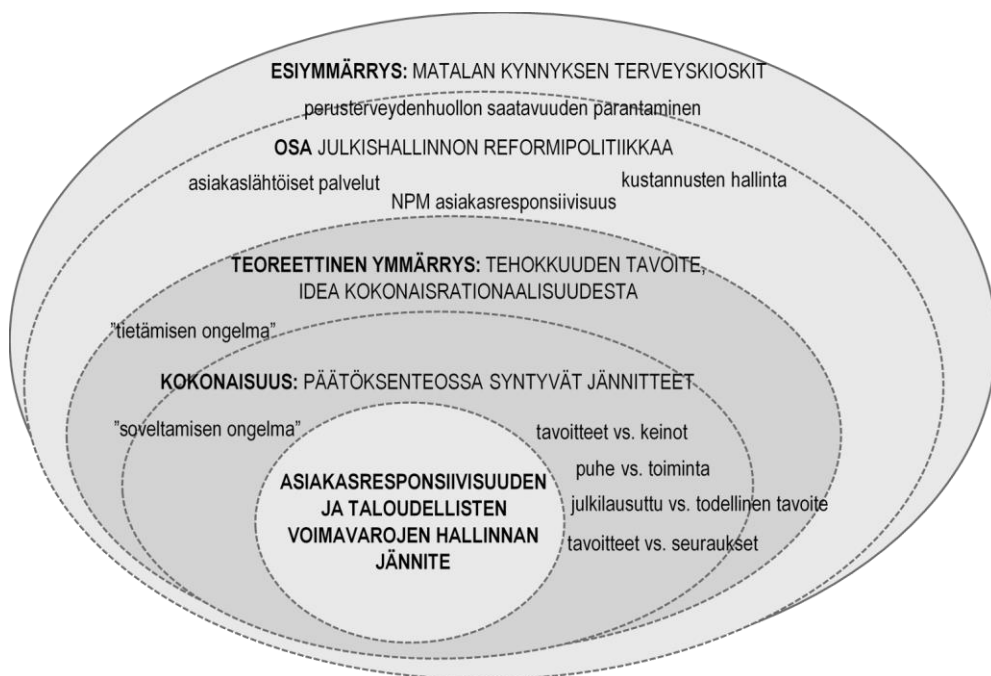 ESIYMMÄRRYS: MATALAN KYNNYKSEN TERVEYSKIOSKIT
perusterveydenhuollon saatavuuden parantaminen
OSA JULKISHALLINNON REFORMIPOLITIIKKAA
asiakaslähtöiset palvelut
kustannusten hallinta
NPM asiakasresponsiivisuus
TEOREETTINEN YMMÄRRYS: TEHOKKUUDEN TAVOITE,
IDEA KOKONAISRATIONAALISUUDESTA
"tietämisen ongelma"
KOKONAISUUS: PÄÄTÖKSENTEOSSA SYNTYVÄT JÄNNITTEET
"soveltamisen ongelma"
tavoitteet vs. keinot
puhe vs. toiminta
julkilausuttu vs. todellinen tavoite
tavoitteet vs. seuraukset
ASIAKASRESPONSIIVISUUDEN
JA TALOUDELLISTEN
VOIMAVAROJEN HALLINNAN
JÄNNITE